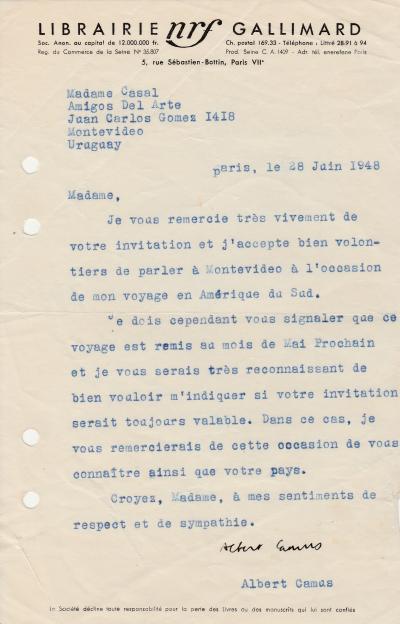 LIBRAIRIE nrf GALLIMARD
Soc. Anon. au capital de 12.000.000 fr. Ch. postal 169.33 - Téléphone : Littré 28-91 à 94
Reg. du Commerce de la Seine Nº 35.807 Prod. Seine C.A. 1409 - Adr. tél. enerefene Paris
5, rue Sébastien-Bottin, Paris VIIe
Madame Casal
Amigos Del Arte
Juan Carlos Gomez I4I8
Montevideo
Uruguay
paris, le 28 Juin I948
Madame,
Je vous remercie très vivement de
votre invitation et j'accepte bien volon-
tiers de parler à Montevideo à l'occasion
de mon voyage en Amérique du Sud.
Je dois cependant vous signaler que ce
voyage est remis au mois de Mai Prochain
et je vous serais très reconnaissant de
bien vouloir m'indiquer si votre invitation
serait toujours valable. Dans ce cas, je
vous remercierais de cette occasion de vous
connaître ainsi que votre pays.
Croyez, Madame, à mes sentiments de
respect et de sympathie.
Albert Camus
Albert Camus
La Société décline toute responsabilité pour la perte des livres ou des manuscrits qui lui sont confiés